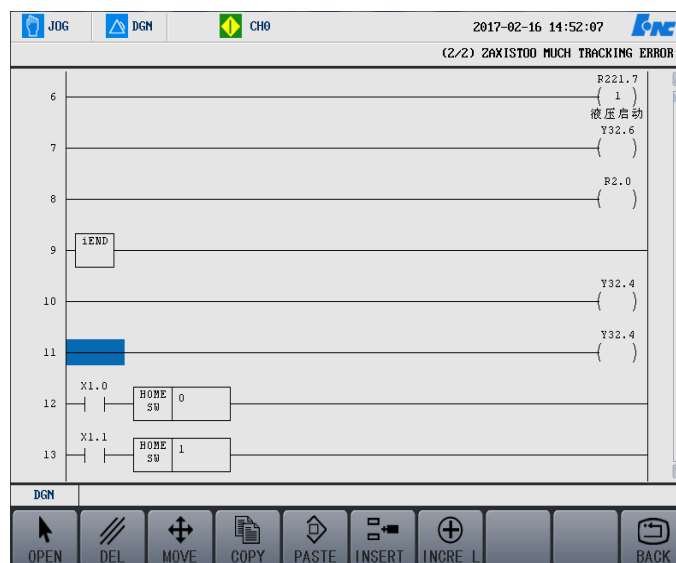 JOG DGN CH0 2017-02-16 14:52:07 HNC
(2/2) ZAXISTOO MUCH TRACKING ERROR
R221.7
6 ( 1 )
液压启动
Y32.6
7 ( )
R2.0
8 ( )
iEND
9
Y32.4
10 ( )
Y32.4
11 ( )
X1.0
12 HOME SW 0
X1.1
13 HOME SW 1
DGN
OPEN DEL MOVE COPY PASTE INSERT INCRE L BACK